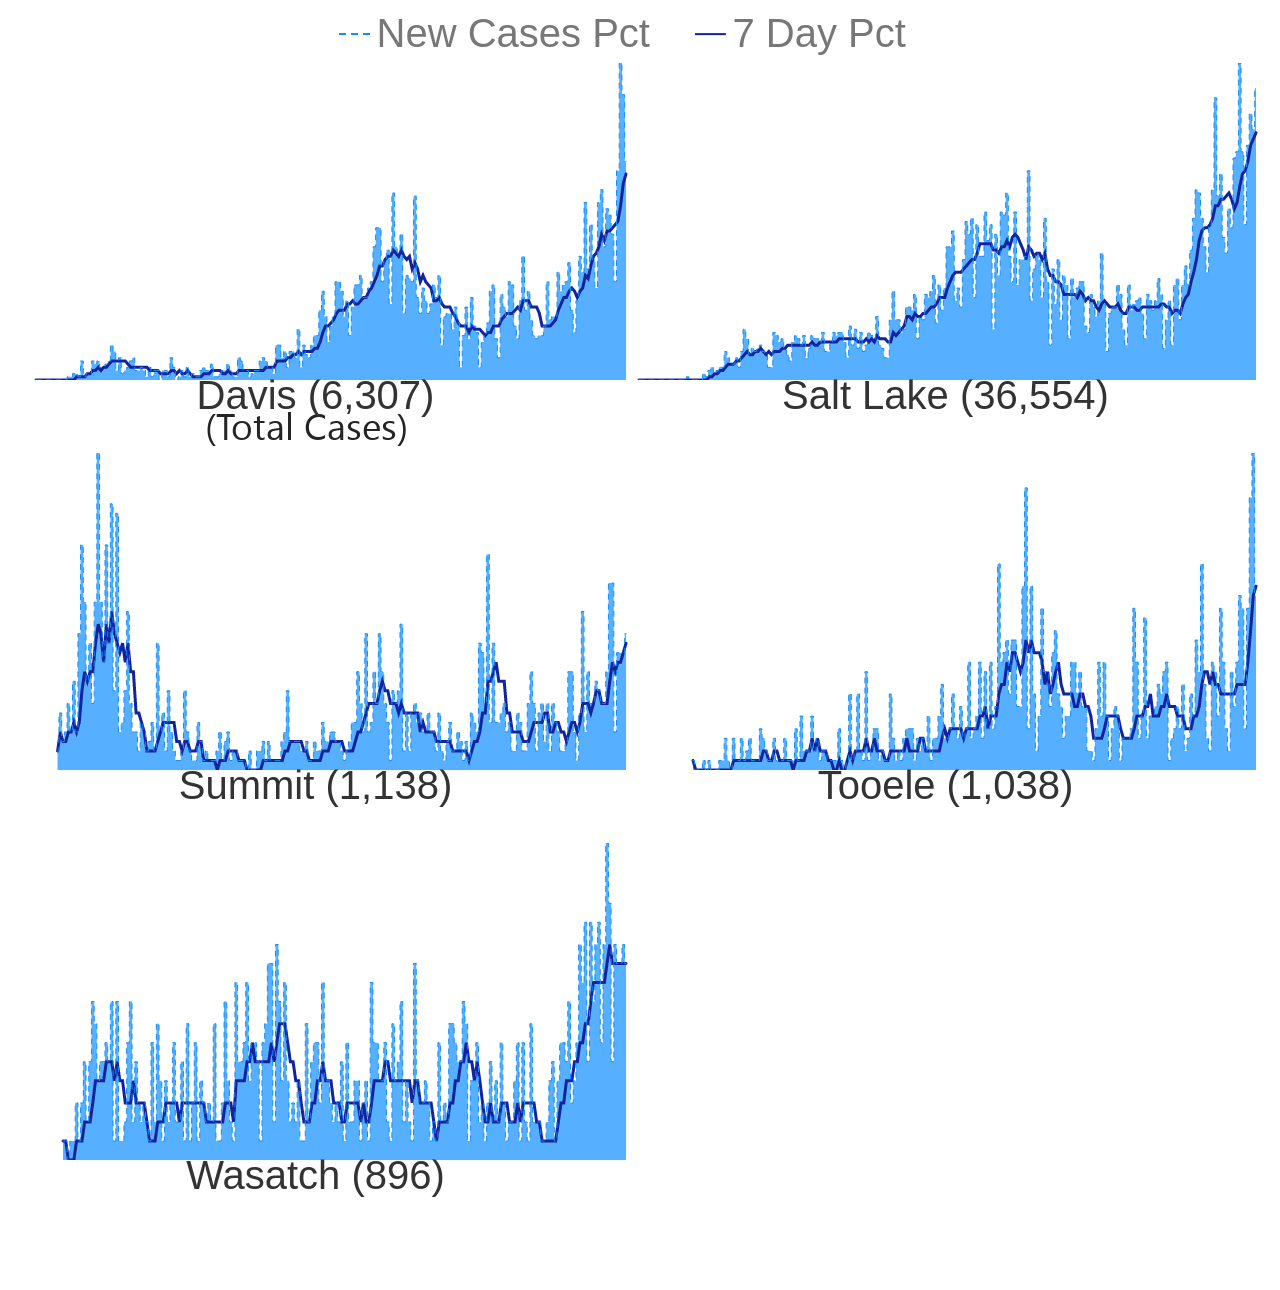 New Cases Pct 7 Day Pct
Davis (6,307) Salt Lake (36,554)
(Total Cases)
Summit (1,138) Tooele (1,038)
Wasatch (896)